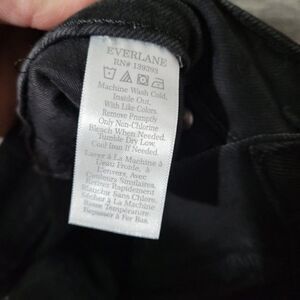 EVERLANE
RN# 139393
Machine Wash Cold,
Inside Out,
With Like Colors.
Remove Promptly
Only Non-Chlorine
Bleach When Needed.
Tumble Dry Low,
Cool Iron If Needed.
Laver à La Machine à
L'eau Froide, à
L'envers, Avec
Couleurs Similaires,
Retirer Rapidement
Blanchir Sans Chlore,
Sécher à La Machine
Basse Température
Repasser à Fer Bas.